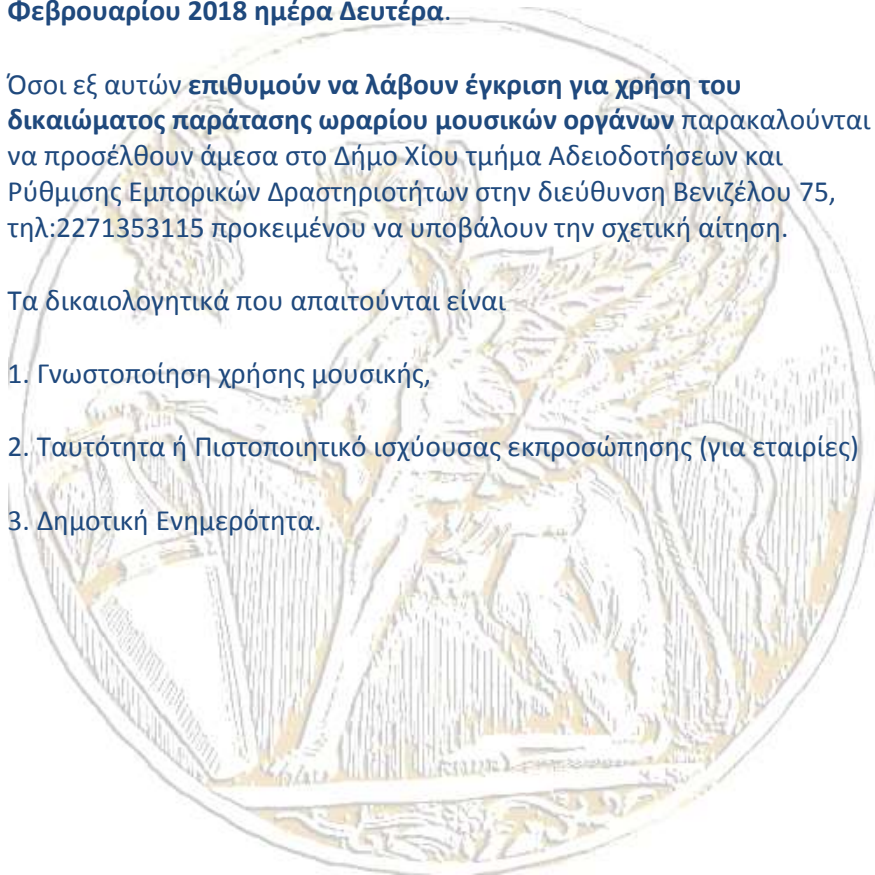 Φεβρουαρίου 2018 ημέρα Δευτέρα.
Όσοι εξ αυτών επιθυμούν να λάβουν έγκριση για χρήση του
δικαιώματος παράτασης ωραρίου μουσικών οργάνων παρακαλούνται
να προσέλθουν άμεσα στο Δήμο Χίου τμήμα Αδειοδοτήσεων και
Ρύθμισης Εμπορικών Δραστηριοτήτων στην διεύθυνση Βενιζέλου 75,
τηλ:2271353115 προκειμένου να υποβάλουν την σχετική αίτηση.
Τα δικαιολογητικά που απαιτούνται είναι
1. Γνωστοποίηση χρήσης μουσικής,
2. Ταυτότητα ή Πιστοποιητικό ισχύουσας εκπροσώπησης (για εταιρίες)
3. Δημοτική Ενημερότητα.